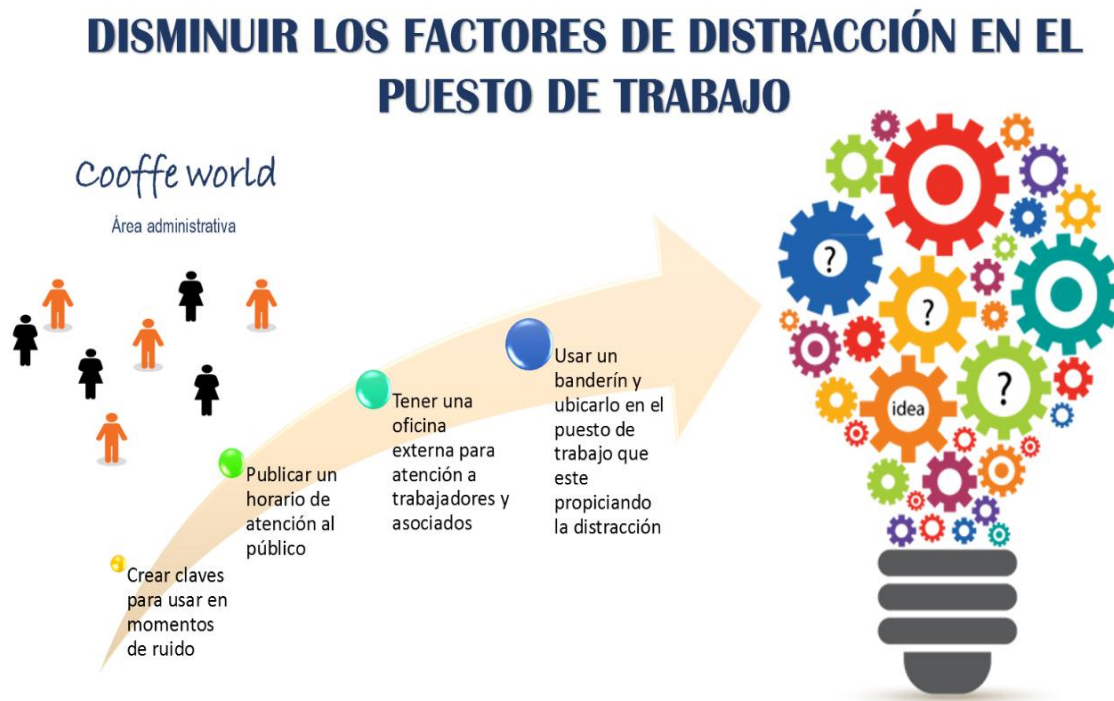 DISMINUIR LOS FACTORES DE DISTRACCIÓN EN EL
PUESTO DE TRABAJO
Cooffe world
Área administrativa
Crear claves
para usar en
momentos
de ruido
Publicar un
horario de
atención al
público
Tener una
oficina
externa para
atención a
trabajadores y
asociados
Usar un
banderín y
ubicarlo en el
puesto de
trabajo que
este
propiciando
la distracción
?
?
?
idea